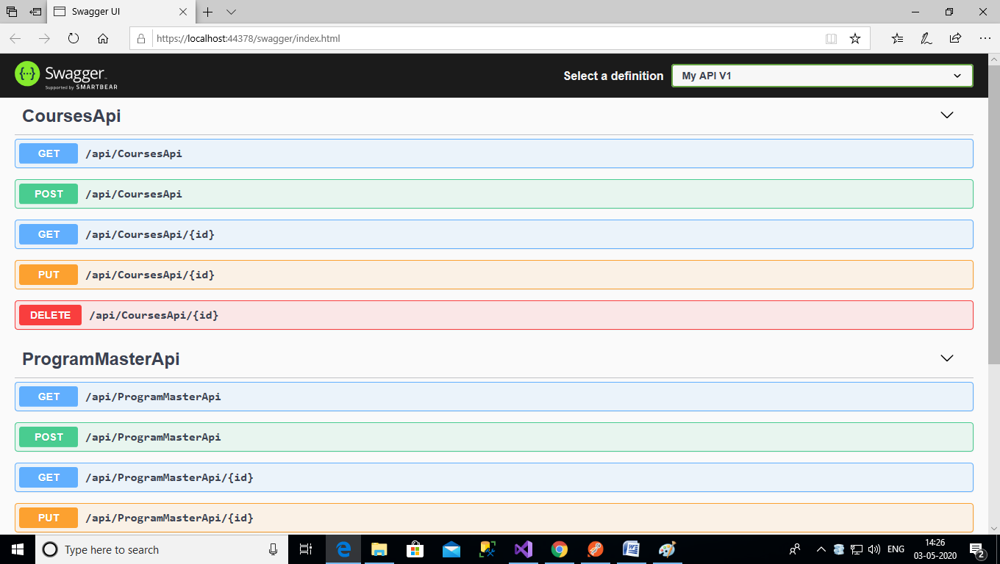 Swagger UI
https://localhost:44378/swagger/index.html
Swagger
Supported by SMARTBEAR
Select a definition
My API V1
CoursesApi
GET /api/CoursesApi
POST /api/CoursesApi
GET /api/CoursesApi/{id}
PUT /api/CoursesApi/{id}
DELETE /api/CoursesApi/{id}
ProgramMasterApi
GET /api/ProgramMasterApi
POST /api/ProgramMasterApi
GET /api/ProgramMasterApi/{id}
PUT /api/ProgramMasterApi/{id}
Type here to search
ENG
14:26
03-05-2020
2